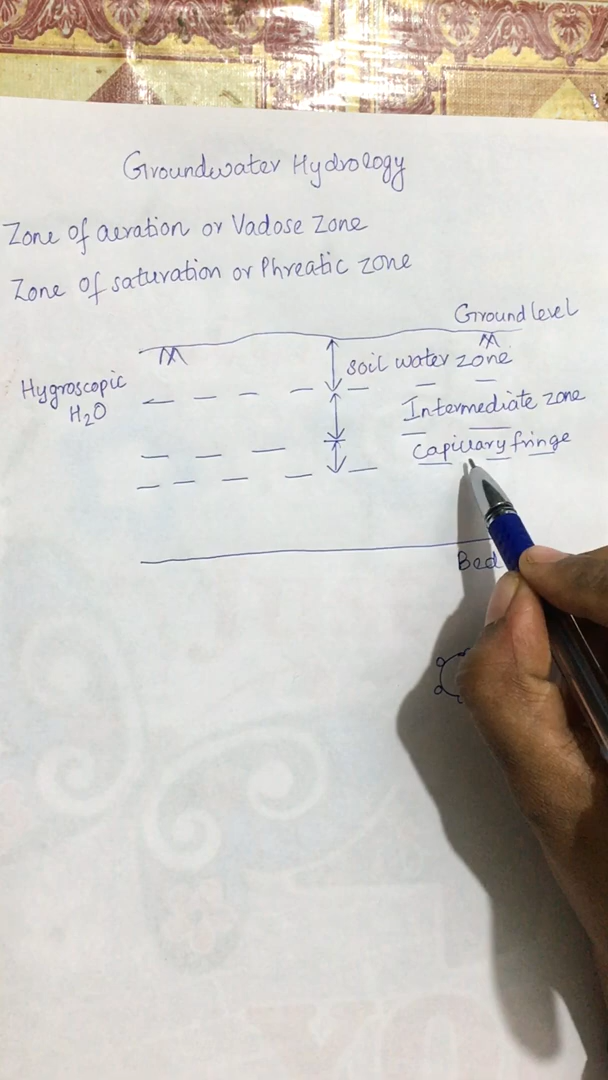 Groundwater Hydrology
Zone of aeration or Vadose Zone
Zone of saturation or Phreatic zone
Ground level
soil water zone
Hygroscopic
H2O
Intermediate zone
Capillary fringe
Bed